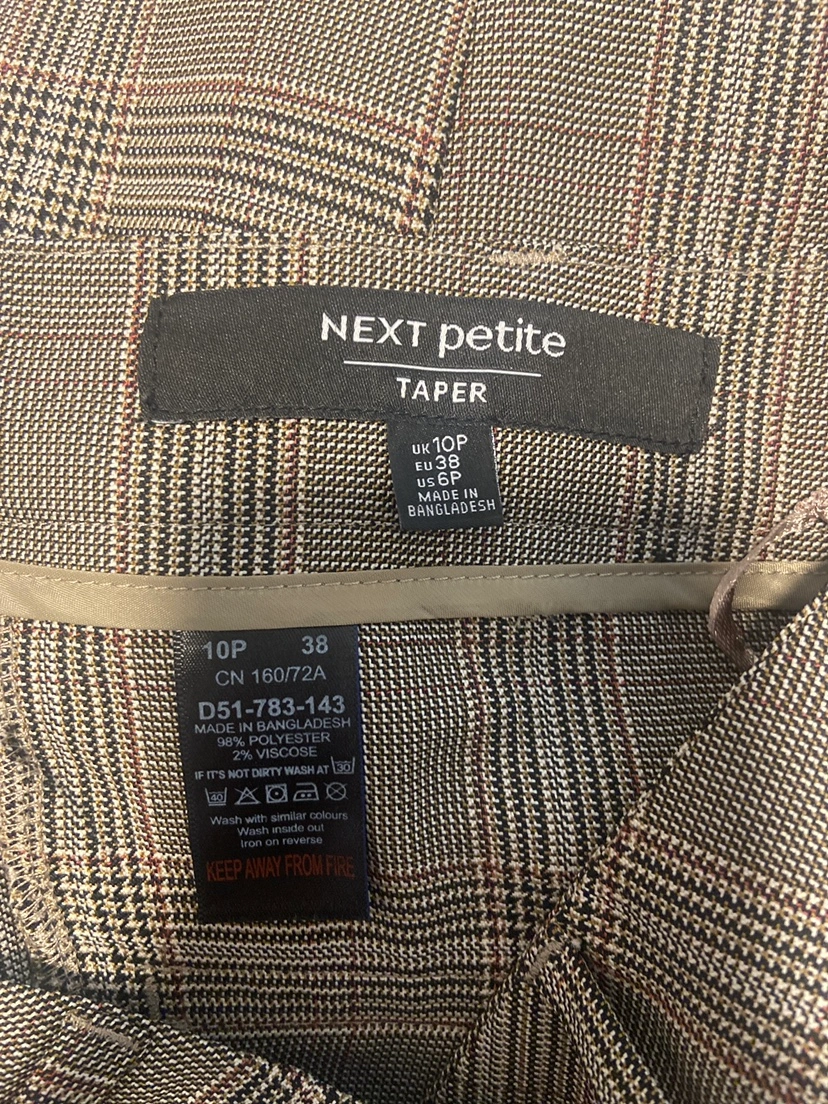 NEXT petite
TAPER
UK 10P
EU 38
US 6P
MADE IN
BANGLADESH
10P 38
CN 160/72A
D51-783-143
MADE IN BANGLADESH
98% POLYESTER
2% VISCOSE
IF IT'S NOT DIRTY WASH AT 30
40
Wash with similar colours
Wash inside out
Iron on reverse
KEEP AWAY FROM FIRE